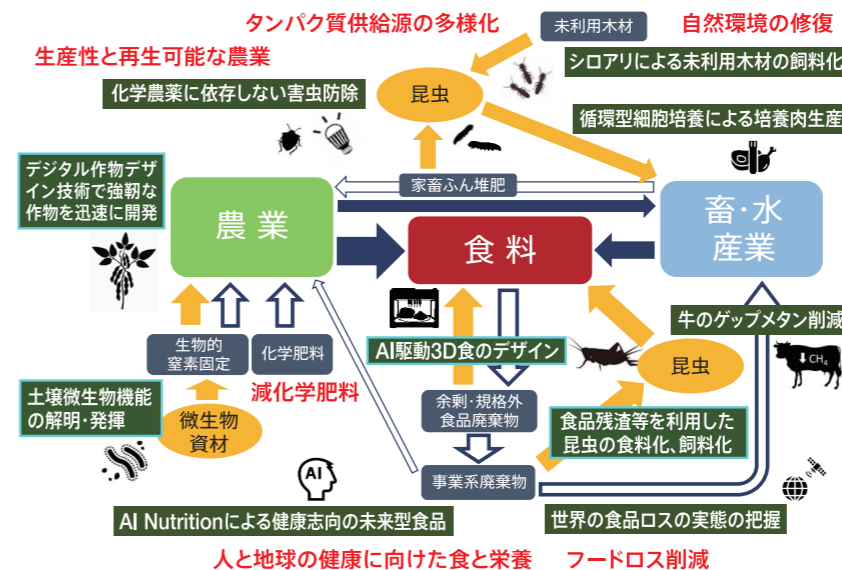 タンパク質供給源の多様化
未利用木材
自然環境の修復
生産性と再生可能な農業
シロアリによる未利用木材の飼料化
化学農薬に依存しない害虫防除
昆虫
循環型細胞培養による培養肉生産
デジタル作物デザ
イン技術で強靭な
作物を迅速に開発
家畜ふん堆肥
農業
食料
畜・水
産業
牛のゲップメタン削減
CH₄
生物的
窒素固定
化学肥料
AI駆動3D食のデザイン
昆虫
減化学肥料
土壌微生物機能
の解明・発揮
微生物
資材
余剰・規格外
食品廃棄物
食品残渣等を利用した
昆虫の食料化、飼料化
AI
事業系廃棄物
AI Nutritionによる健康志向の未来型食品
世界の食品ロスの実態の把握
人と地球の健康に向けた食と栄養
フードロス削減